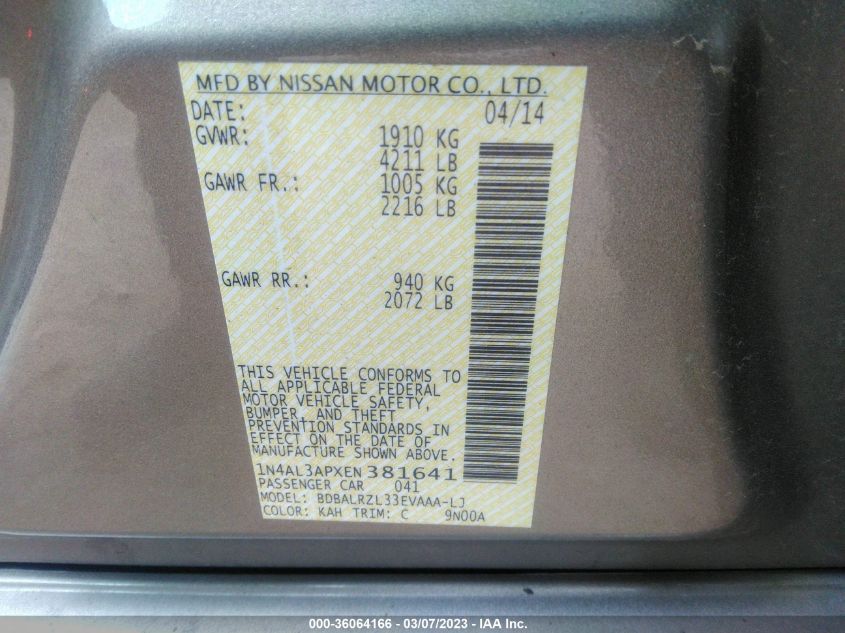 MFD BY NISSAN MOTOR CO., LTD.
DATE: 04/14
GVWR: 1910 KG
4211 LB
GAWR FR.: 1005 KG
2216 LB
GAWR RR.: 940 KG
2072 LB
THIS VEHICLE CONFORMS TO
ALL APPLICABLE FEDERAL
MOTOR VEHICLE SAFETY,
BUMPER, AND THEFT
PREVENTION STANDARDS IN
EFFECT ON THE DATE OF
MANUFACTURE SHOWN ABOVE.
1N4AL3APXEN381641
PASSENGER CAR 041
MODEL: BDBALRZL33EVAAA-LJ
COLOR: KAH TRIM: C 9N00A
000-36064166 - 03/07/2023 - IAA Inc.